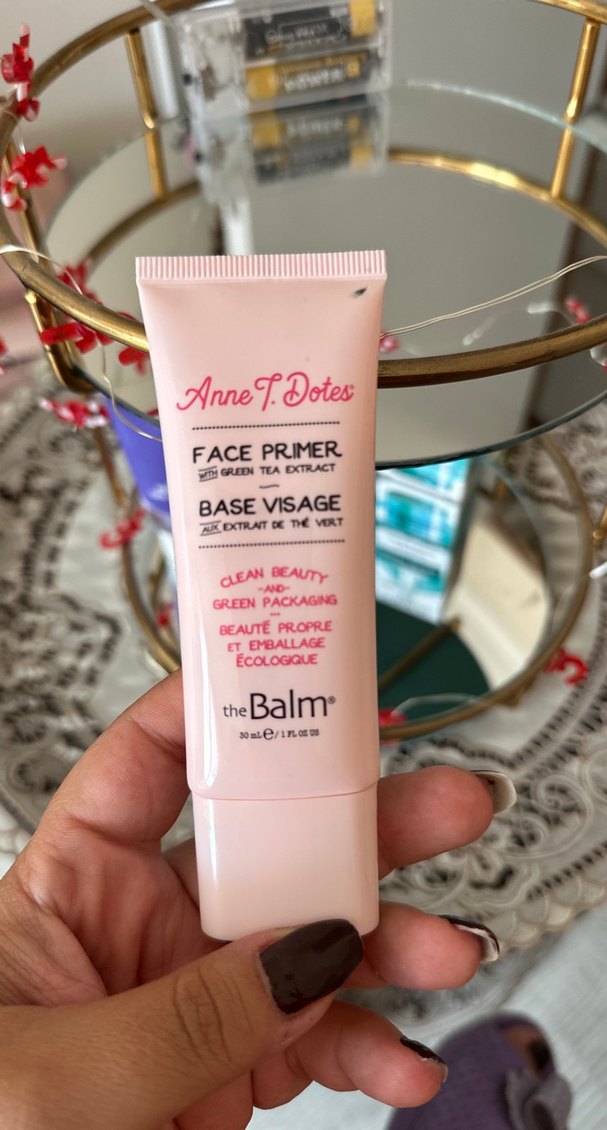 Anne T. Dotes®
FACE PRIMER
WITH GREEN TEA EXTRACT
BASE VISAGE
AUX EXTRAIT DE THÉ VERT
CLEAN BEAUTY
-AND-
GREEN PACKAGING
BEAUTÉ PROPRE
ET EMBALLAGE
ÉCOLOGIQUE
theBalm®
30 mL e / 1 FL OZ US